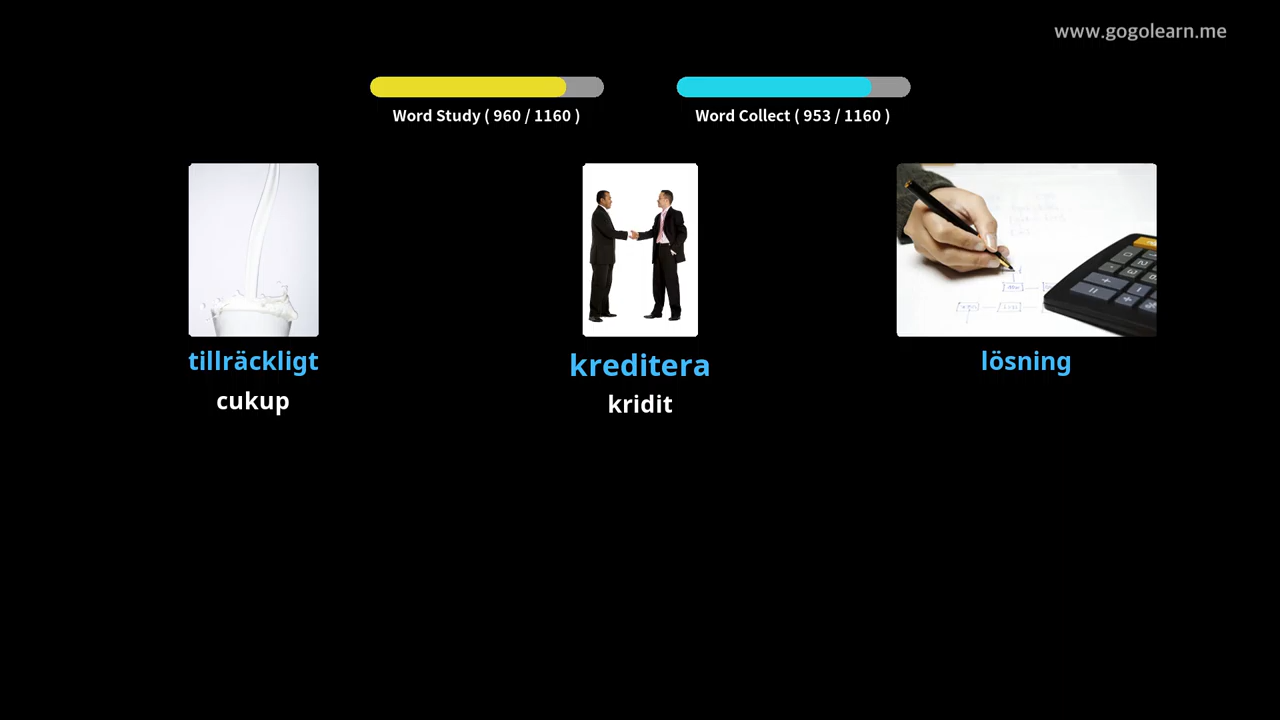 www.gogolearn.me
Word Study ( 960 / 1160 )
Word Collect ( 953 / 1160 )
tillräckligt
cukup
kreditera
kridit
lösning